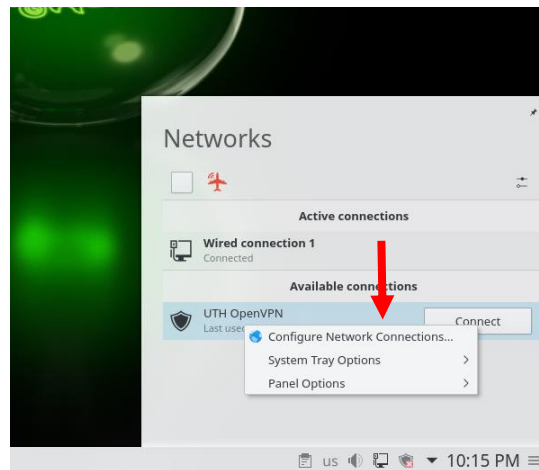 Networks
Active connections
Wired connection 1
Connected
Available connections
UTH OpenVPN
Last used
Connect
Configure Network Connections...
System Tray Options
Panel Options
us
10:15 PM